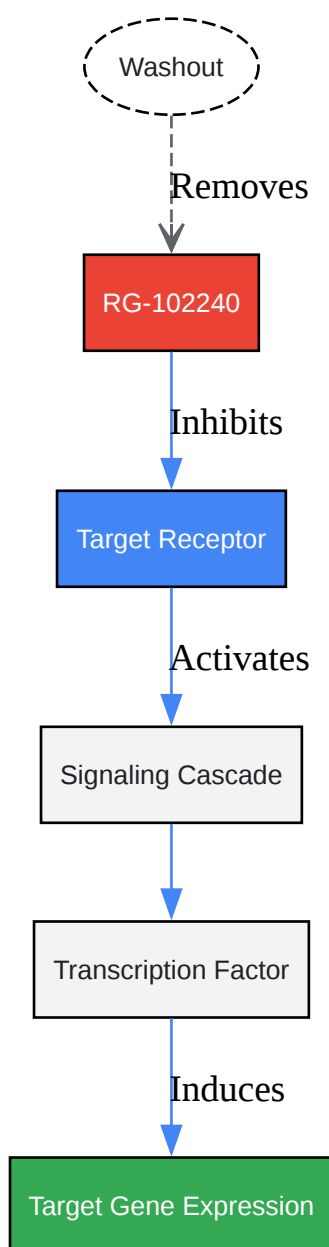 Washout
Removes
RG-102240
Inhibits
Target Receptor
Activates
Signaling Cascade
Transcription Factor
Induces
Target Gene Expression